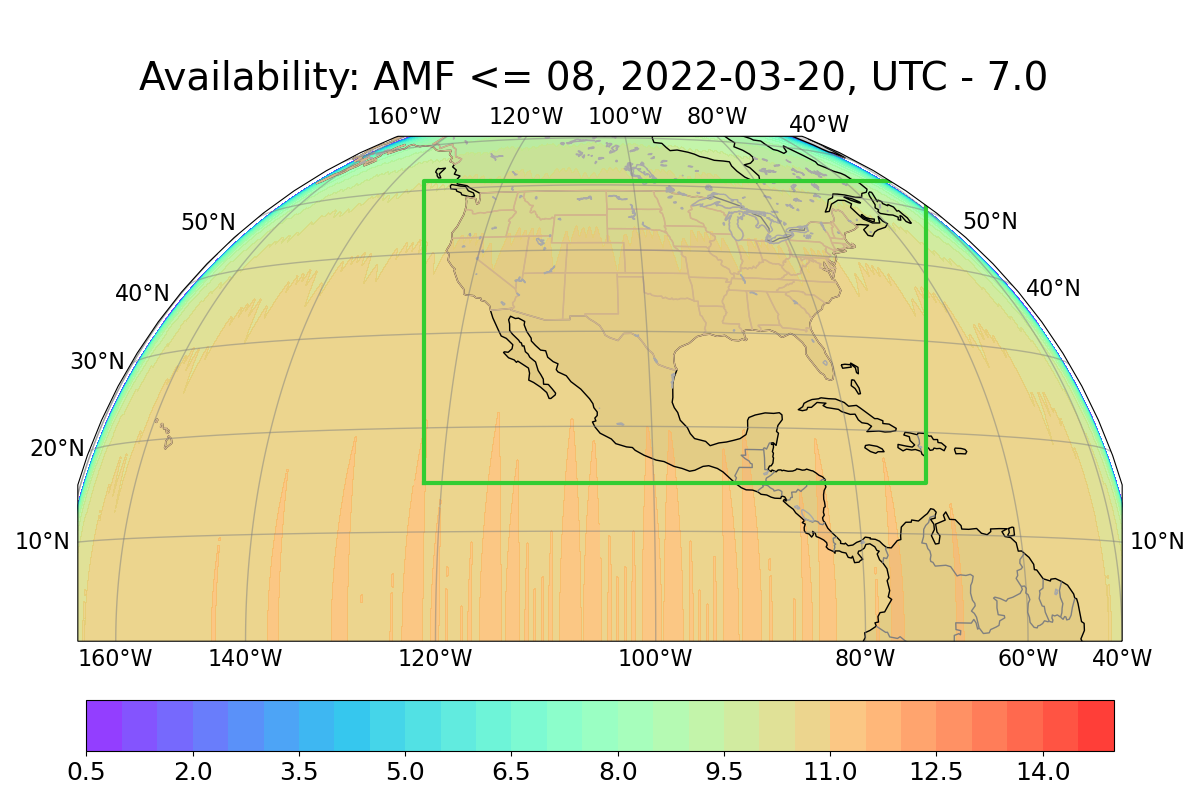 Availability: AMF <= 08, 2022-03-20, UTC - 7.0
160°W 120°W 100°W 80°W 40°W
50°N 50°N
40°N 40°N
30°N
20°N
10°N 10°N
160°W 140°W 120°W 100°W 80°W 60°W 40°W
0.5 2.0 3.5 5.0 6.5 8.0 9.5 11.0 12.5 14.0